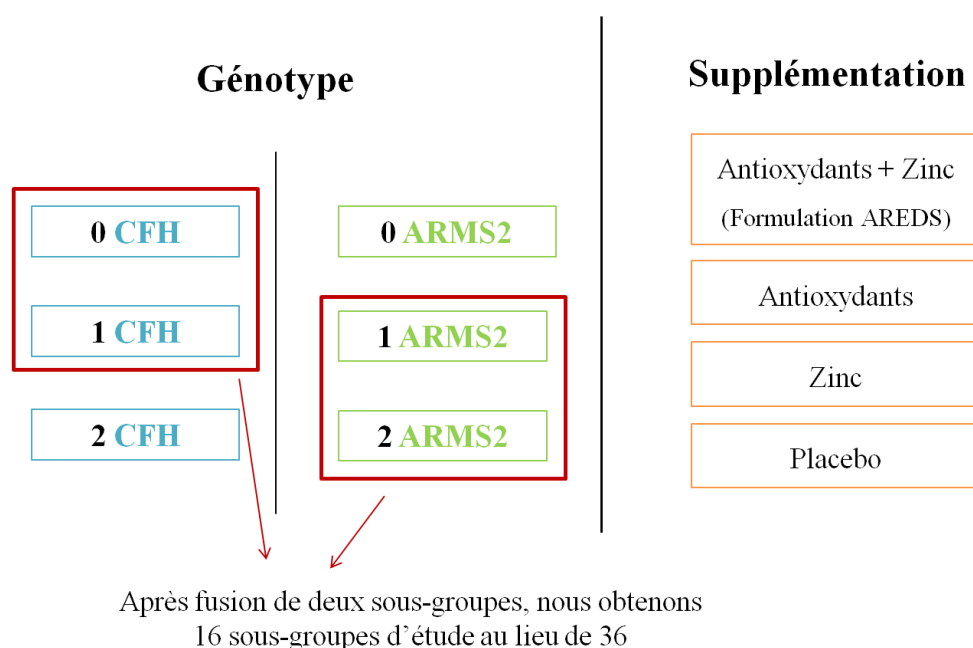 Génotype
Supplémentation
0 CFH
1 CFH
2 CFH
0 ARMS2
1 ARMS2
2 ARMS2
Antioxydants + Zinc
(Formulation AREDS)
Antioxydants
Zinc
Placebo
Après fusion de deux sous-groupes, nous obtenons
16 sous-groupes d’étude au lieu de 36